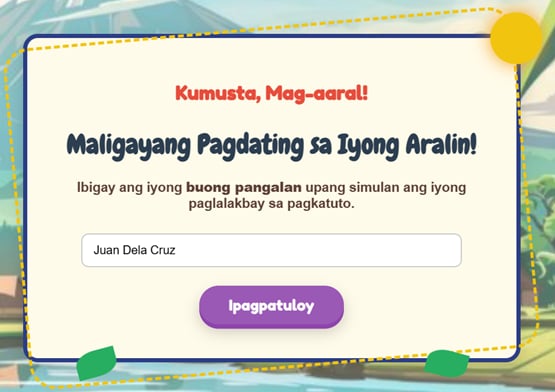 Kumusta, Mag-aaral!
Maligayang Pagdating sa Iyong Aralin!
Ibigay ang iyong buong pangalan upang simulan ang iyong
paglalakbay sa pagkatuto.
Juan Dela Cruz
Ipagpatuloy